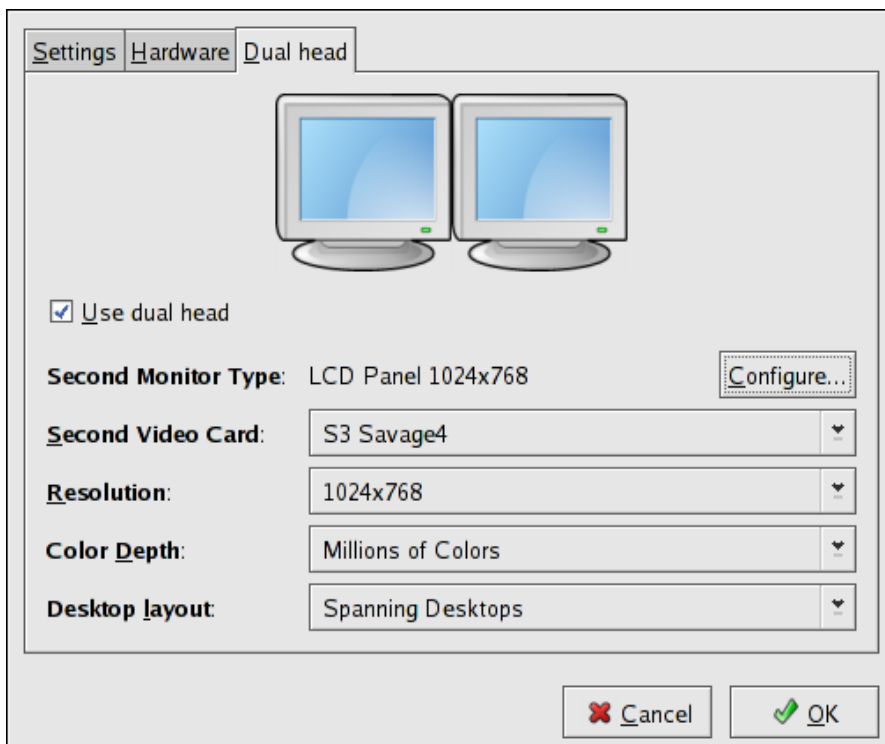 Settings Hardware Dual head
Use dual head
Second Monitor Type: LCD Panel 1024x768 Configure...
Second Video Card: S3 Savage4
Resolution: 1024x768
Color Depth: Millions of Colors
Desktop layout: Spanning Desktops
Cancel OK